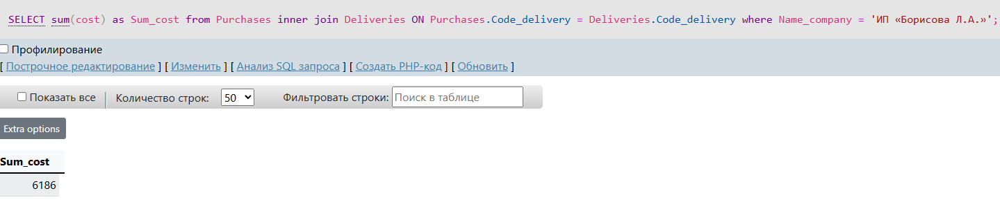 SELECT sum(cost) as Sum_cost from Purchases inner join Deliveries ON Purchases.Code_delivery = Deliveries.Code_delivery where Name_company = 'ИП «Борисова Л.А.»';
Профилирование
[ Построчное редактирование ] [ Изменить ] [ Анализ SQL запроса ] [ Создать PHP-код ] [ Обновить ]
Показать все Количество строк: 50 Фильтровать строки: Поиск в таблице
Extra options
Sum_cost
6186